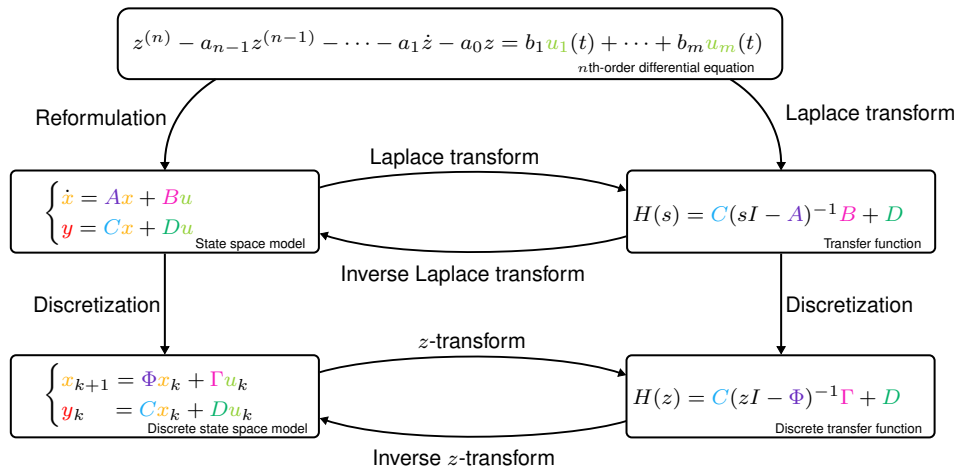 z^{(n)} − a_{n−1}z^{(n−1)} − ⋯ − a_1ż − a_0z = b_1u_1(t) + ⋯ + b_mu_m(t)
nth-order differential equation
Reformulation
Laplace transform
Laplace transform
ẋ = Ax + Bu
y = Cx + Du
State space model
H(s) = C(sI − A)^{−1}B + D
Transfer function
Inverse Laplace transform
Discretization
Discretization
z-transform
x_{k+1} = Φx_k + Γu_k
y_k = Cx_k + Du_k
Discrete state space model
H(z) = C(zI − Φ)^{−1}Γ + D
Discrete transfer function
Inverse z-transform